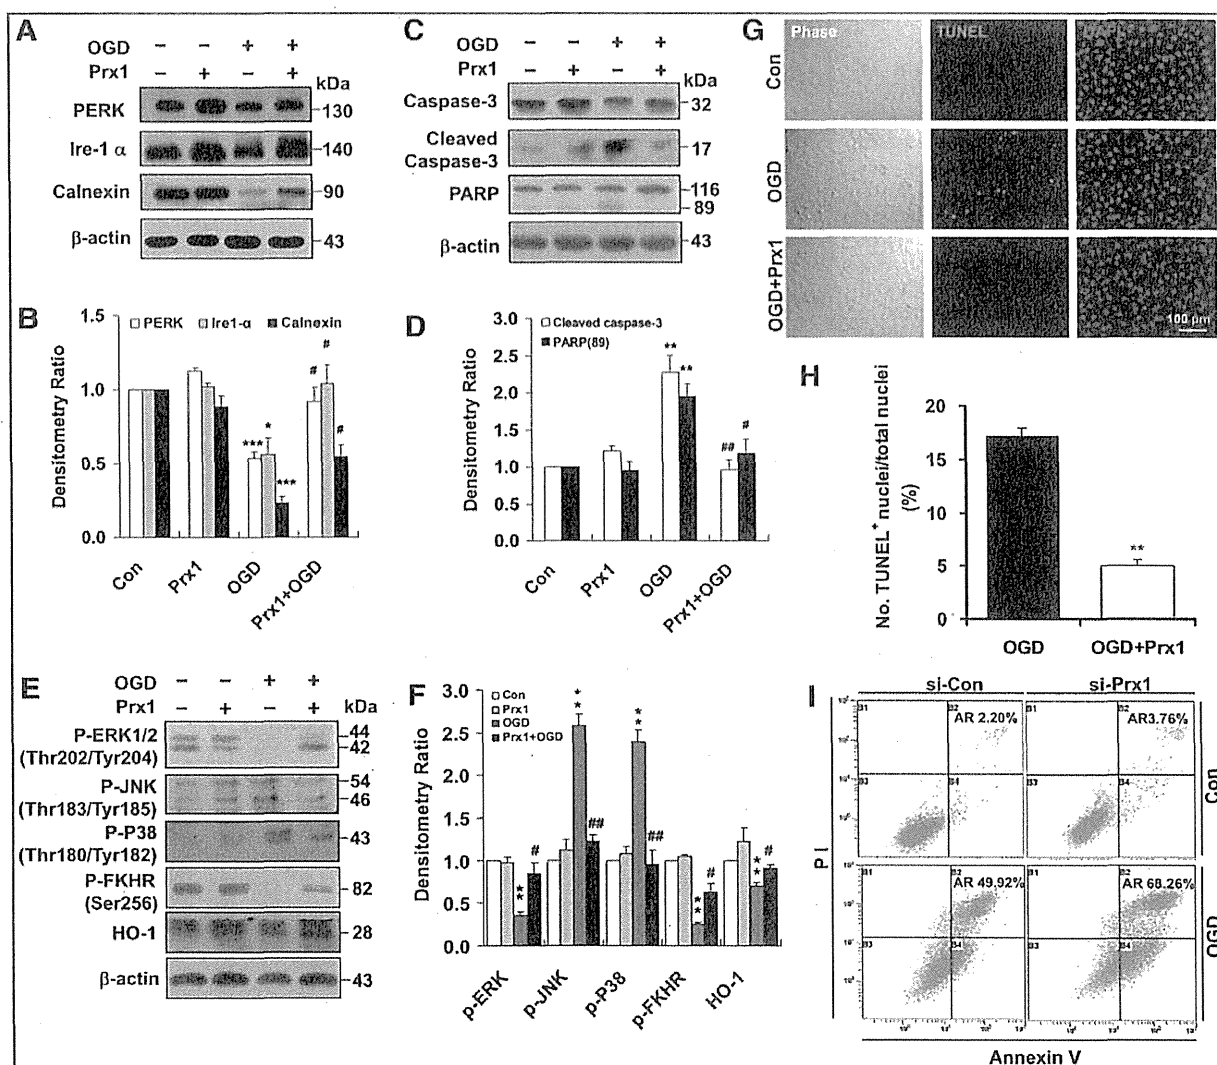 A
OGD − − + +
Prx1 − + − +
kDa
PERK 130
Ire-1 α 140
Calnexin 90
β-actin 43
C
OGD − − + +
Prx1 − + − +
kDa
Caspase-3 32
Cleaved Caspase-3 17
PARP 116
89
β-actin 43
G
Phase TUNEL
Con
OGD
OGD+Prx1
100 μm
B
PERK Ire1-α Calnexin
Densitometry Ratio
1.5
1.0
0.5
0.0
*** * *** # # #
Con Prx1 OGD Prx1+OGD
D
Cleaved caspase-3
PARP(89)
Densitometry Ratio
3.0
2.5
2.0
1.5
1.0
0.5
0.0
** ** ## #
Con Prx1 OGD Prx1+OGD
H
No. TUNEL+ nuclei/total nuclei
(%)
20
15
10
5
0
**
OGD OGD+Prx1
E
OGD − − + +
Prx1 − + − +
kDa
P-ERK1/2 44
(Thr202/Tyr204) 42
P-JNK 54
(Thr183/Tyr185) 46
P-P38 43
(Thr180/Tyr182)
P-FKHR 82
(Ser256)
HO-1 28
β-actin 43
F
Con
Prx1
OGD
Prx1+OGD
Densitometry Ratio
3.0
2.5
2.0
1.5
1.0
0.5
0.0
** # ** ## ** ## ** # ** #
p-ERK p-JNK p-P38 p-FKHR HO-1
I
si-Con si-Prx1
AR 2.20% AR3.76%
Con
AR 49.92% AR 68.26%
OGD
P I
Annexin V